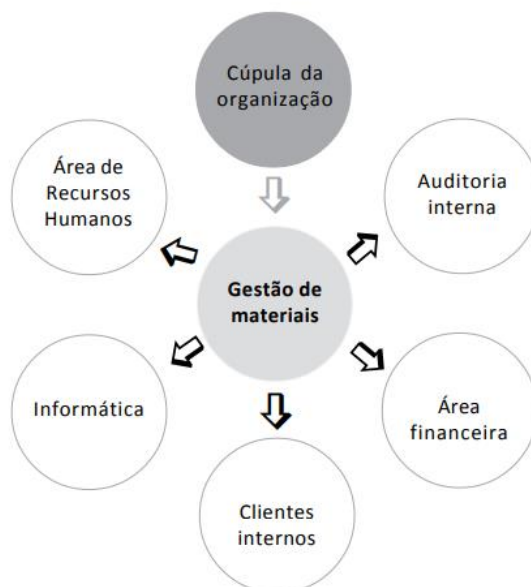 Cúpula da
organização
Área de
Recursos
Humanos
Auditoria
interna
Gestão de
materiais
Informática
Área
financeira
Clientes
internos